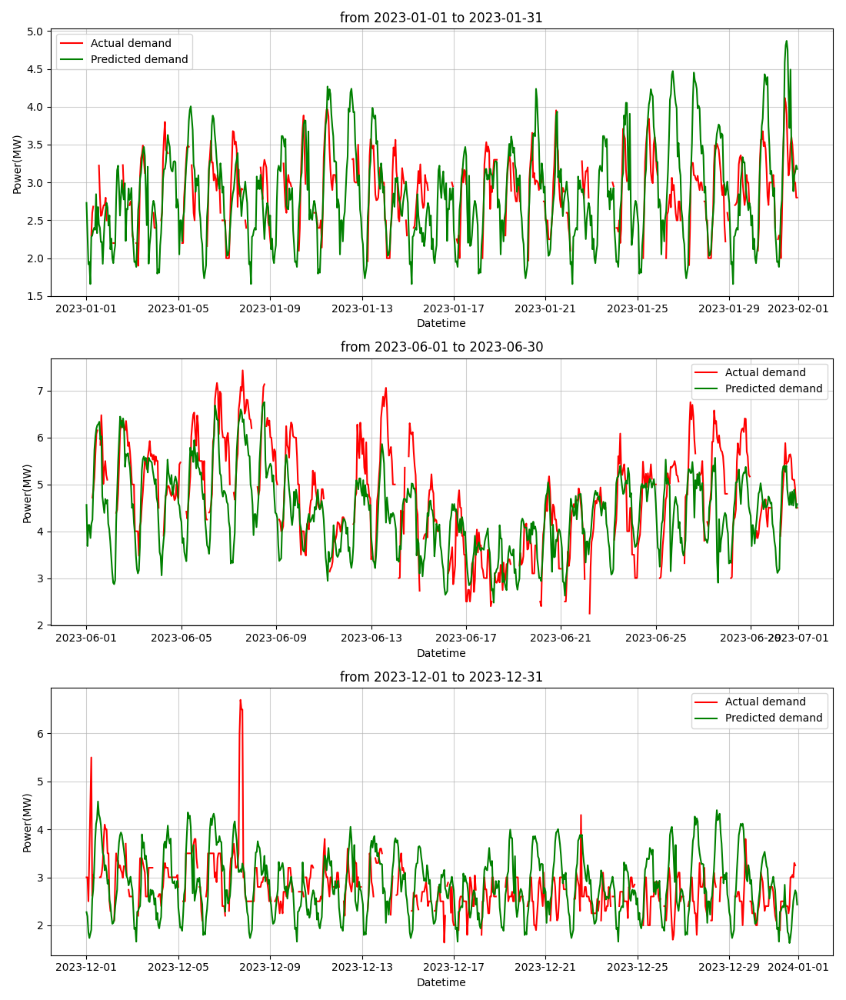 from 2023-01-01 to 2023-01-31
Actual demand
Predicted demand
Power(MW)
5.0
4.5
4.0
3.5
3.0
2.5
2.0
1.5
2023-01-01 2023-01-05 2023-01-09 2023-01-13 2023-01-17 2023-01-21 2023-01-25 2023-01-29 2023-02-01
Datetime
from 2023-06-01 to 2023-06-30
Actual demand
Predicted demand
Power(MW)
7
6
5
4
3
2
2023-06-01 2023-06-05 2023-06-09 2023-06-13 2023-06-17 2023-06-21 2023-06-25 2023-06-29 2023-07-01
Datetime
from 2023-12-01 to 2023-12-31
Actual demand
Predicted demand
Power(MW)
6
5
4
3
2
2023-12-01 2023-12-05 2023-12-09 2023-12-13 2023-12-17 2023-12-21 2023-12-25 2023-12-29 2024-01-01
Datetime